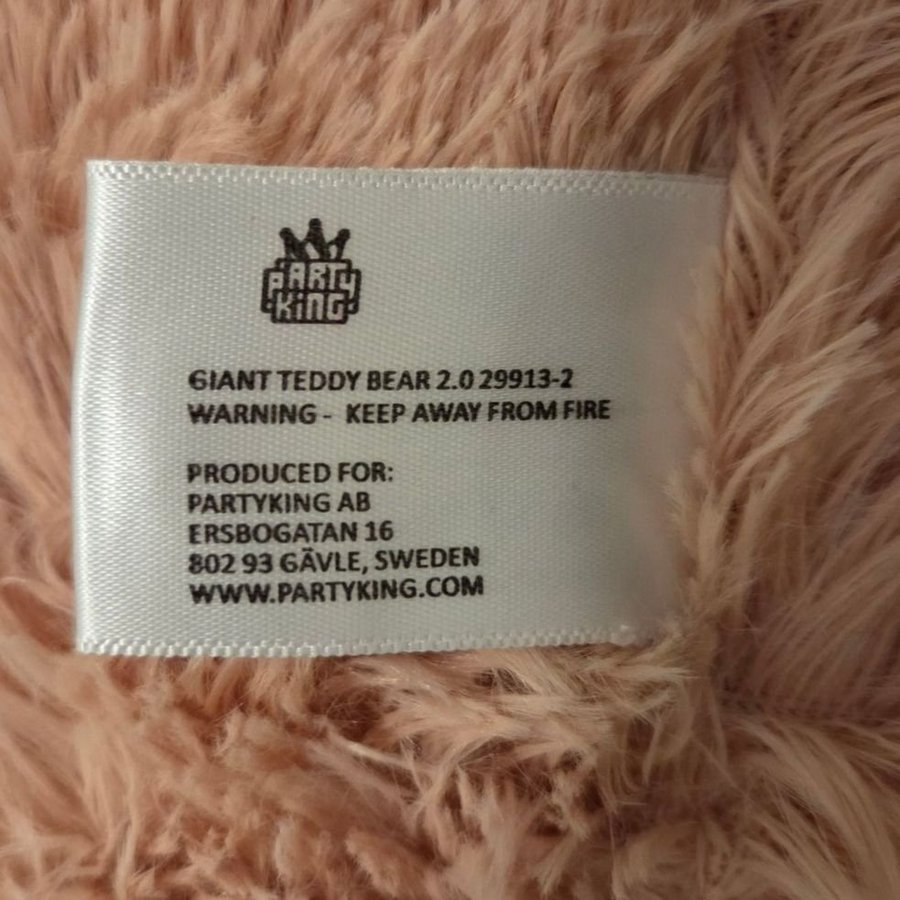 PARTY
KING
GIANT TEDDY BEAR 2.0 29913-2
WARNING - KEEP AWAY FROM FIRE
PRODUCED FOR:
PARTYKING AB
ERSBOGATAN 16
802 93 GÄVLE, SWEDEN
WWW.PARTYKING.COM